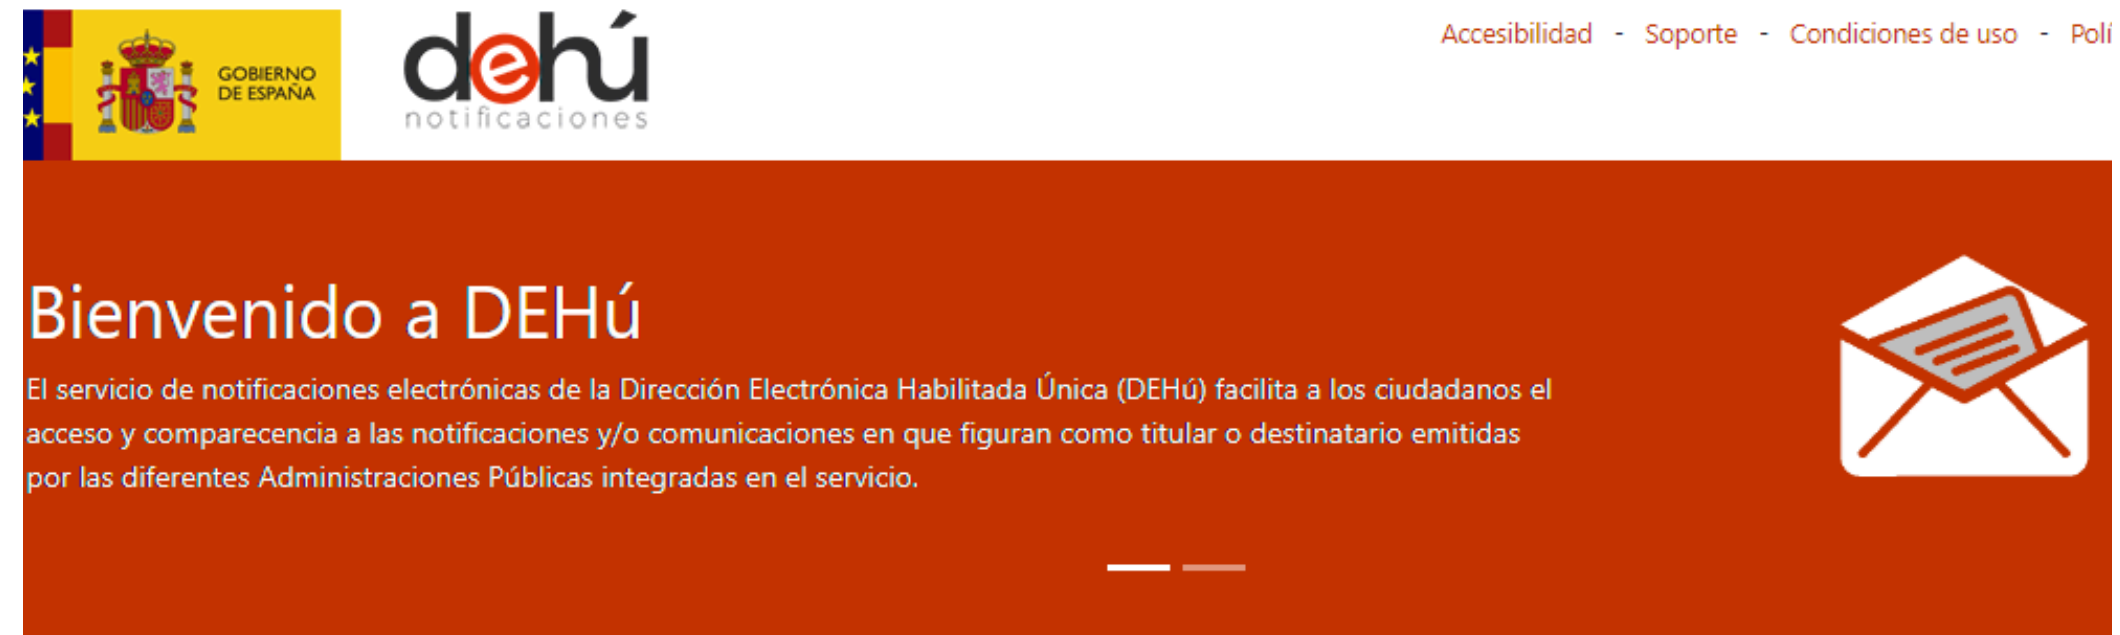 GOBIERNO
DE ESPAÑA
dehú
notificaciones
Accesibilidad - Soporte - Condiciones de uso -
Bienvenido a DEHú
El servicio de notificaciones electrónicas de la Dirección Electrónica Habilitada Única (DEHú) facilita a los ciudadanos el
acceso y comparecencia a las notificaciones y/o comunicaciones en que figuran como titular o destinatario emitidas
por las diferentes Administraciones Públicas integradas en el servicio.